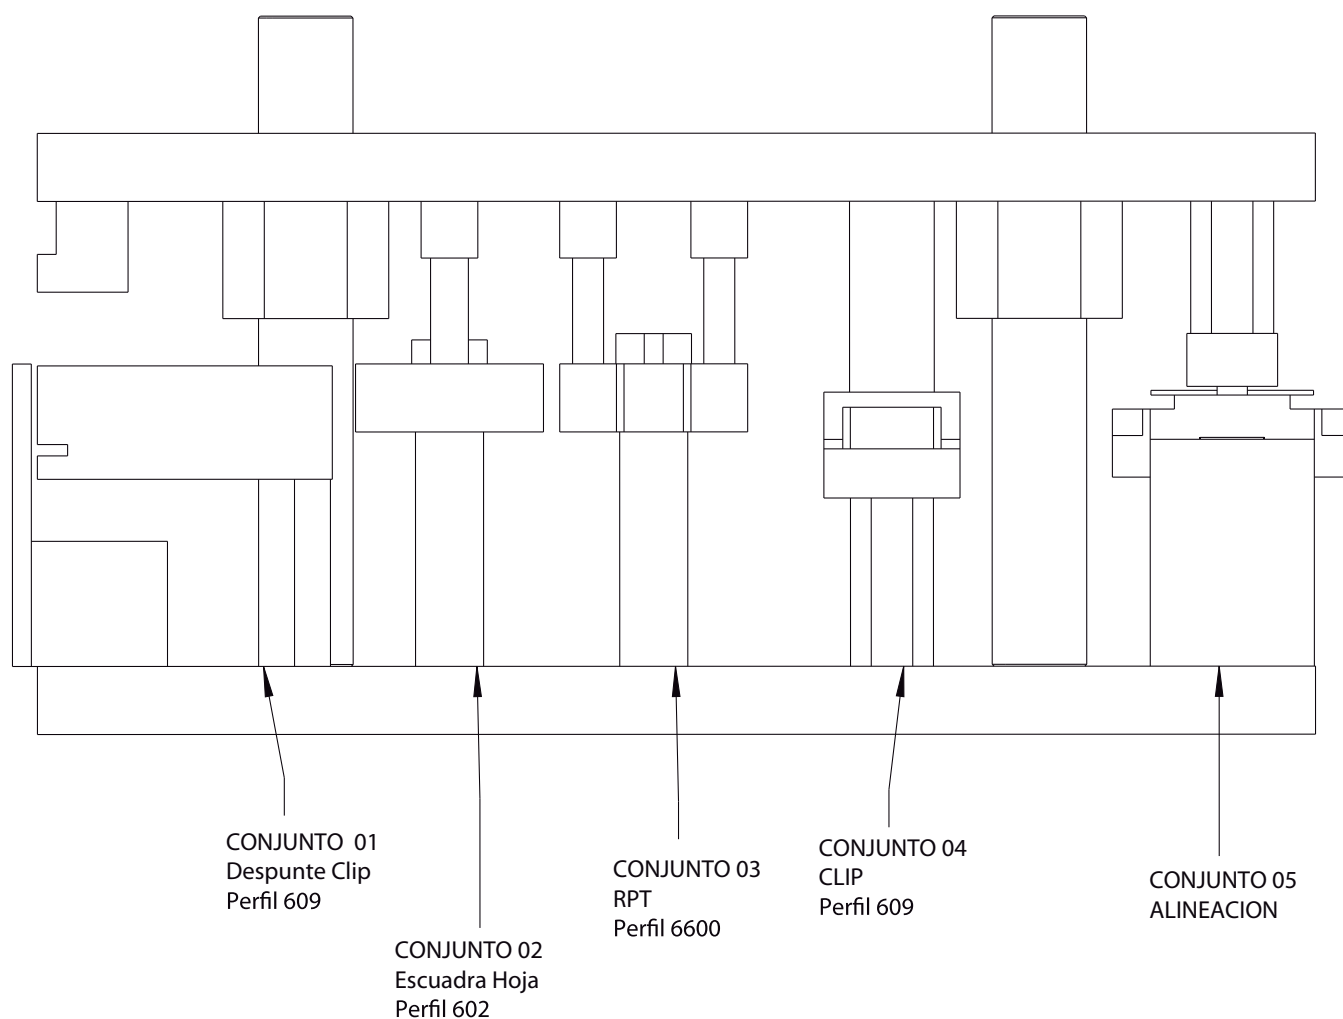 CONJUNTO  01
Despunte Clip
Perfil 609
CONJUNTO 02
Escuadra Hoja
Perfil 602
CONJUNTO 03
RPT
Perfil 6600
CONJUNTO 04
CLIP
Perfil 609
CONJUNTO 05
ALINEACION